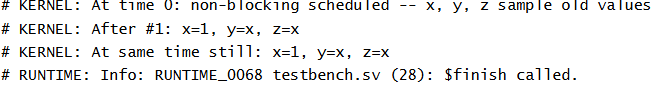 # KERNEL: At time 0: non-blocking scheduled -- x, y, z sample old values
# KERNEL: After #1: x=1, y=x, z=x
# KERNEL: At same time still: x=1, y=x, z=x
# RUNTIME: Info: RUNTIME_0068 testbench.sv (28): $finish called.